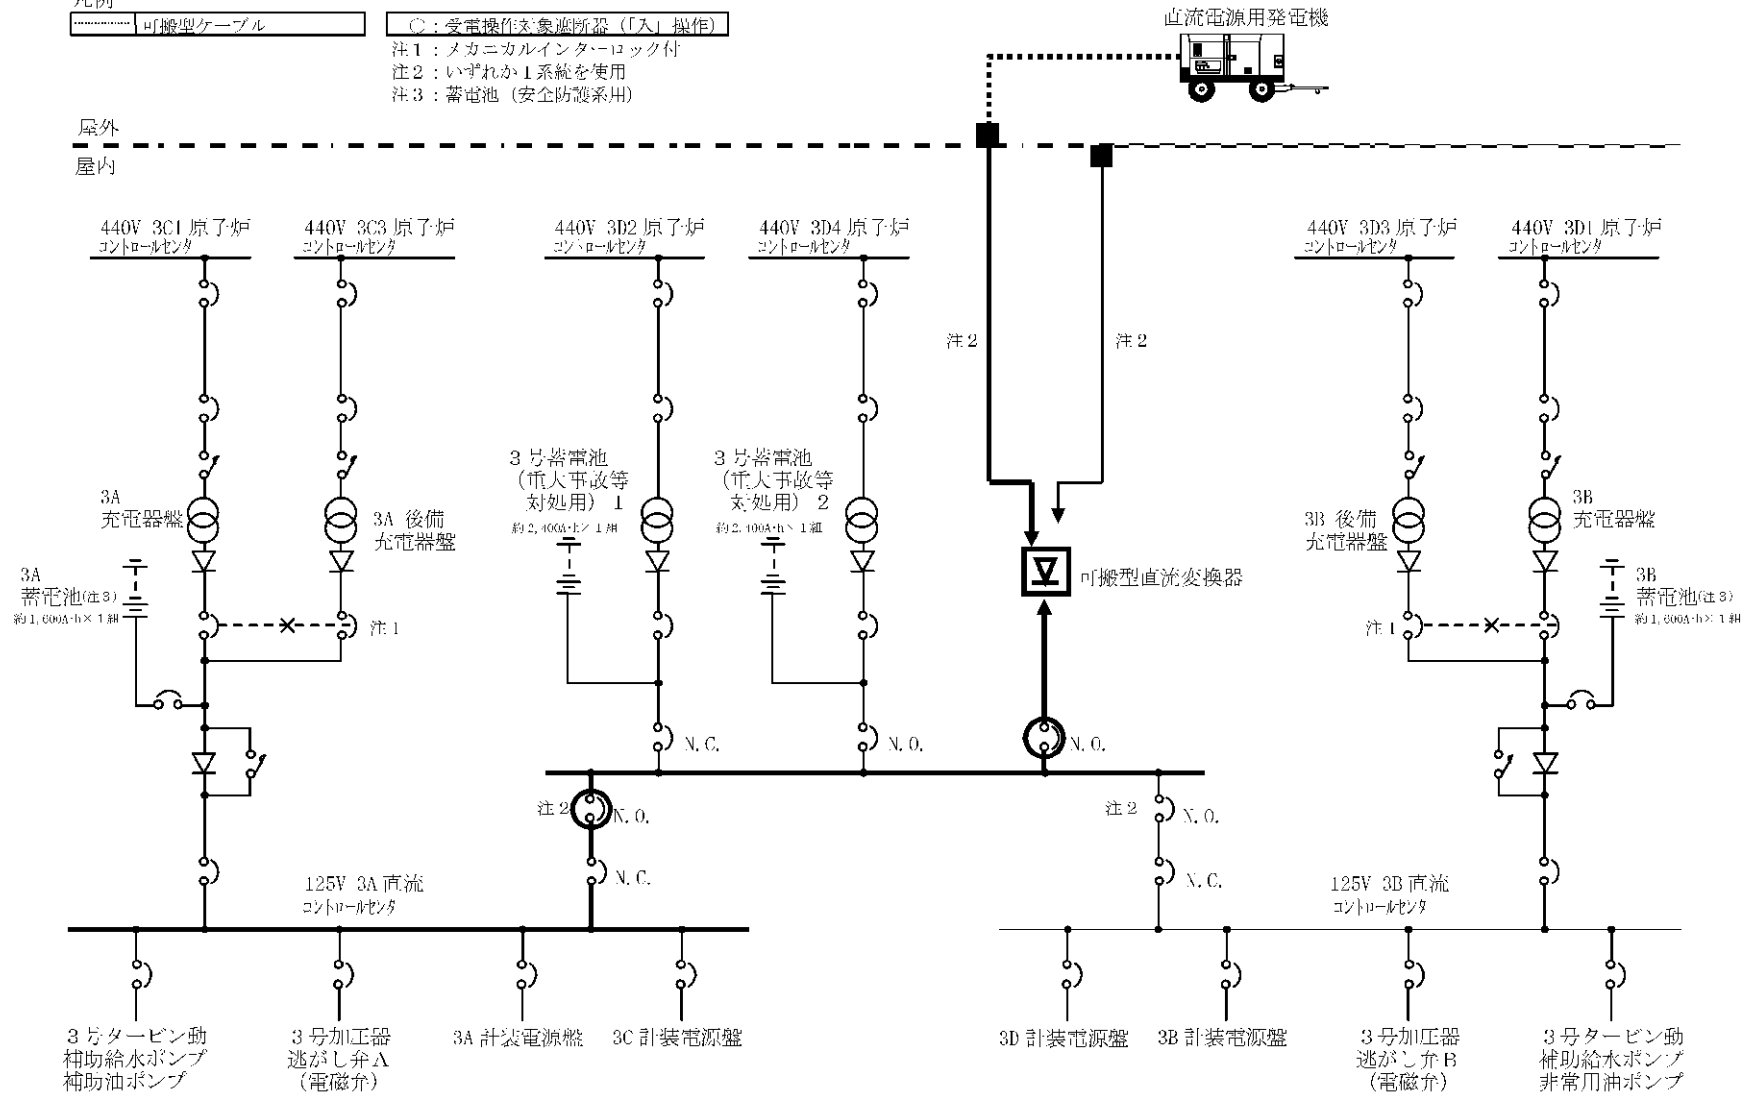 凡例
可搬型ケーブル
○：受電操作対象遮断器（「入」操作）
注1：メカニカルインターロック付
注2：いずれか1系統を使用
注3：蓄電池（安全防護系用）
直流電源用発電機
屋外
屋内
440V 3C1 原子炉
コントロールセンタ
440V 3C3 原子炉
コントロールセンタ
440V 3D2 原子炉
コントロールセンタ
440V 3D4 原子炉
コントロールセンタ
440V 3D3 原子炉
コントロールセンタ
440V 3D1 原子炉
コントロールセンタ
注2
注2
3A
充電器盤
3A 後備
充電器盤
3号蓄電池
（重大事故等
対処用）1
約2,400A·h×1組
3号蓄電池
（重大事故等
対処用）2
約2,400A·h×1組
3B 後備
充電器盤
3B
充電器盤
3A
蓄電池(注3)
約1,600A·h×1組
可搬型直流変換器
3B
蓄電池(注3)
約1,600A·h×1組
注1
注1
N.C.
N.O.
N.O.
注2
N.O.
注2
N.O.
N.C.
N.C.
125V 3A 直流
コントロールセンタ
125V 3B 直流
コントロールセンタ
3号タービン動
補助給水ポンプ
補助油ポンプ
3号加圧器
逃がし弁A
（電磁弁）
3A 計装電源盤
3C 計装電源盤
3D 計装電源盤
3B 計装電源盤
3号加圧器
逃がし弁B
（電磁弁）
3号タービン動
補助給水ポンプ
非常用油ポンプ